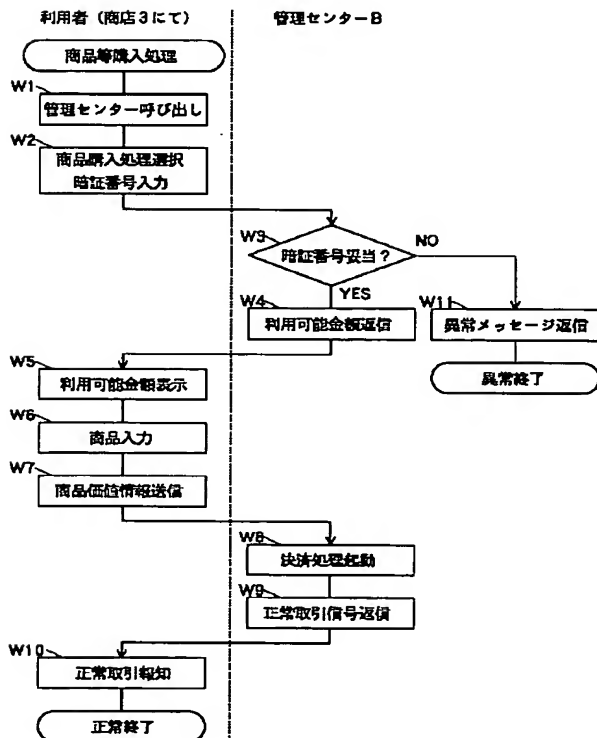 利用者（商店3にて）
管理センターB
商品等購入処理
W1
管理センター呼び出し
W2
商品購入処理選択
暗証番号入力
W3
暗証番号妥当？
NO
YES
W4
利用可能金額返信
W11
異常メッセージ返信
異常終了
W5
利用可能金額表示
W6
商品入力
W7
商品価値情報送信
W8
決済処理起動
W9
正常取引信号返信
W10
正常取引報知
正常終了